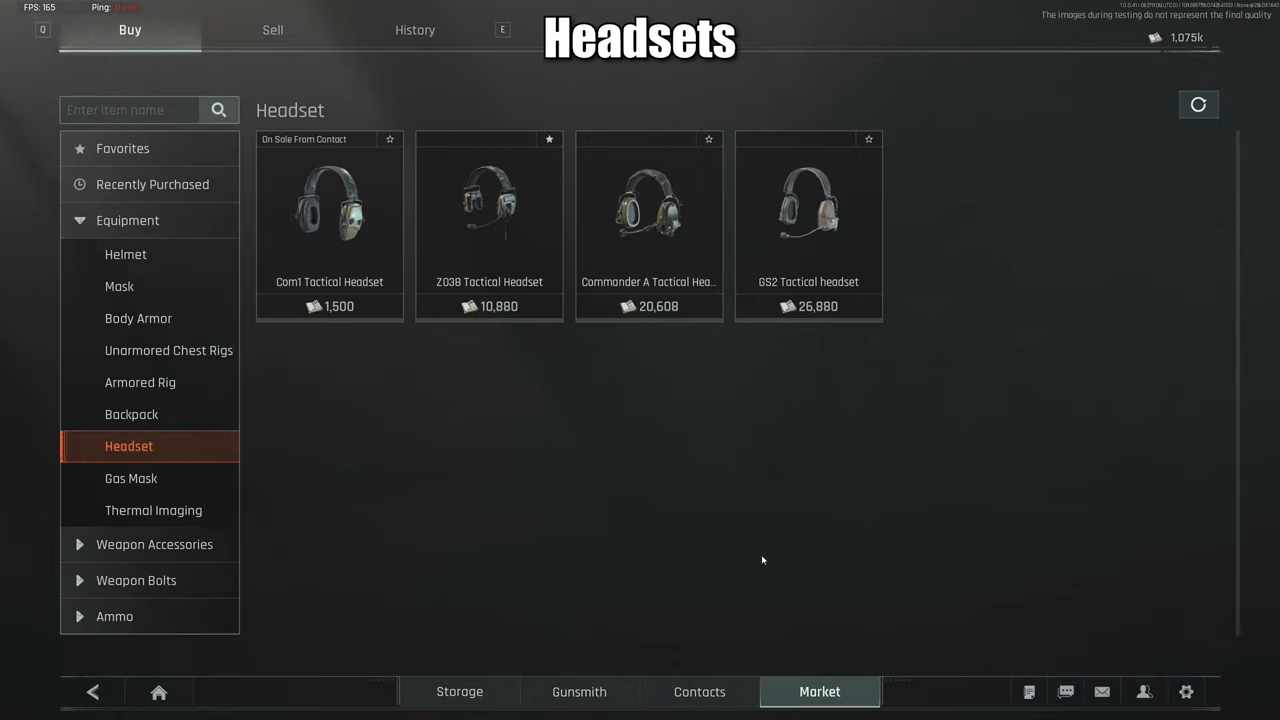 FPS: 165
Ping:
Headsets
The images during testing do not represent the final quality
Q
Buy
Sell
History
E
1,075k
Enter item name
Headset
Favorites
Recently Purchased
Equipment
Helmet
Mask
Body Armor
Unarmored Chest Rigs
Armored Rig
Backpack
Headset
Gas Mask
Thermal Imaging
Weapon Accessories
Weapon Bolts
Ammo
On Sale From Contact
Com1 Tactical Headset
Z03B Tactical Headset
Commander A Tactical Hea...
GS2 Tactical headset
1,500
10,880
20,608
26,880
Storage
Gunsmith
Contacts
Market